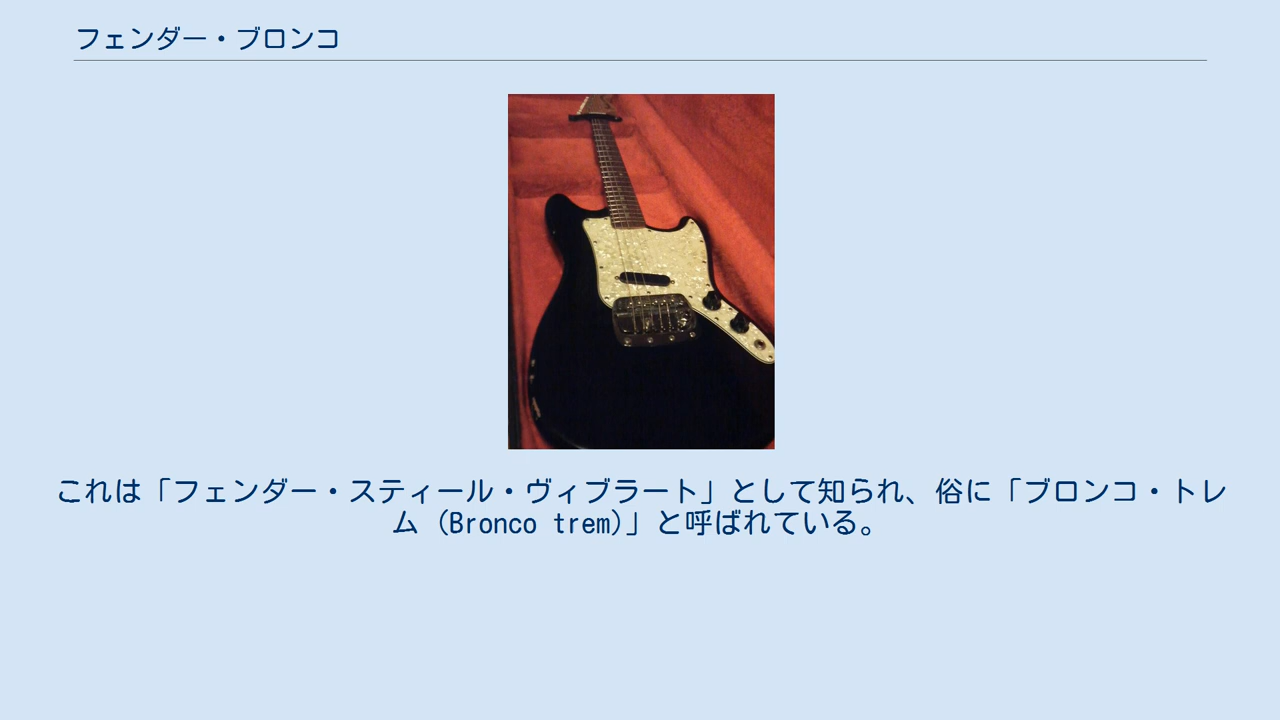 フェンダー・ブロンコ
これは「フェンダー・スティール・ヴィブラート」として知られ、俗に「ブロンコ・トレ
ム (Bronco trem)」と呼ばれている。